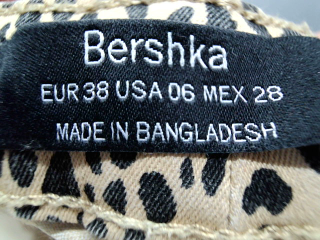 Bershka
EUR 38 USA 06 MEX 28
MADE IN BANGLADESH